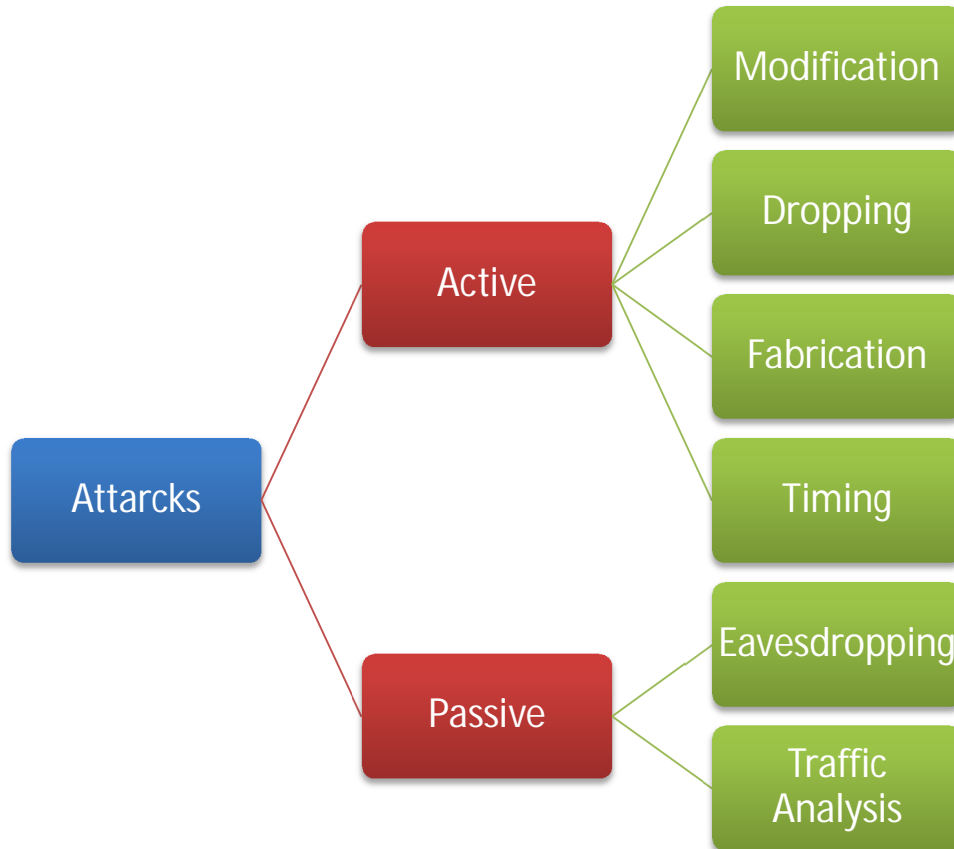 Modification
Dropping
Active
Fabrication
Attarcks
Timing
Eavesdropping
Passive
Traffic
Analysis